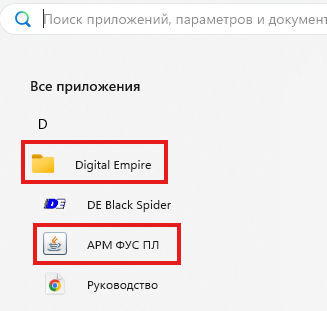 Поиск приложений, параметров и документ
Все приложения
D
Digital Empire
DE Black Spider
АРМ ФУС ПЛ
Руководство